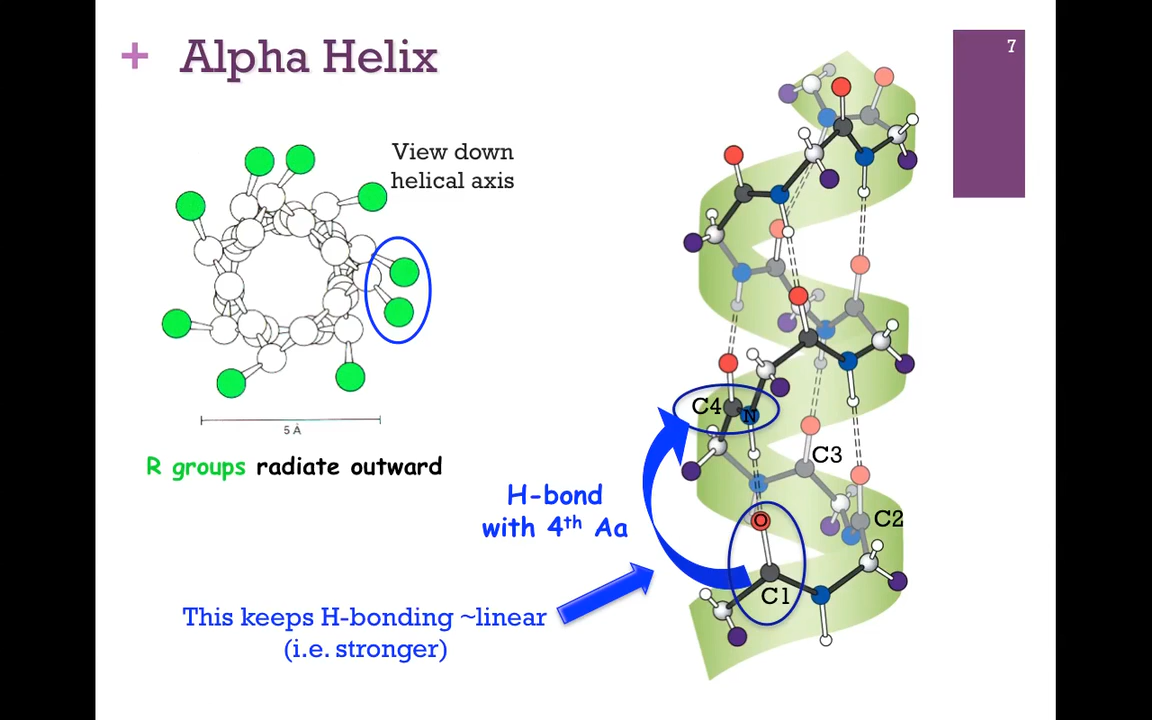 + Alpha Helix
7
View down
helical axis
5 Å
R groups radiate outward
H-bond
with 4th Aa
This keeps H-bonding ~linear
(i.e. stronger)
C4
N
C3
O
C2
C1